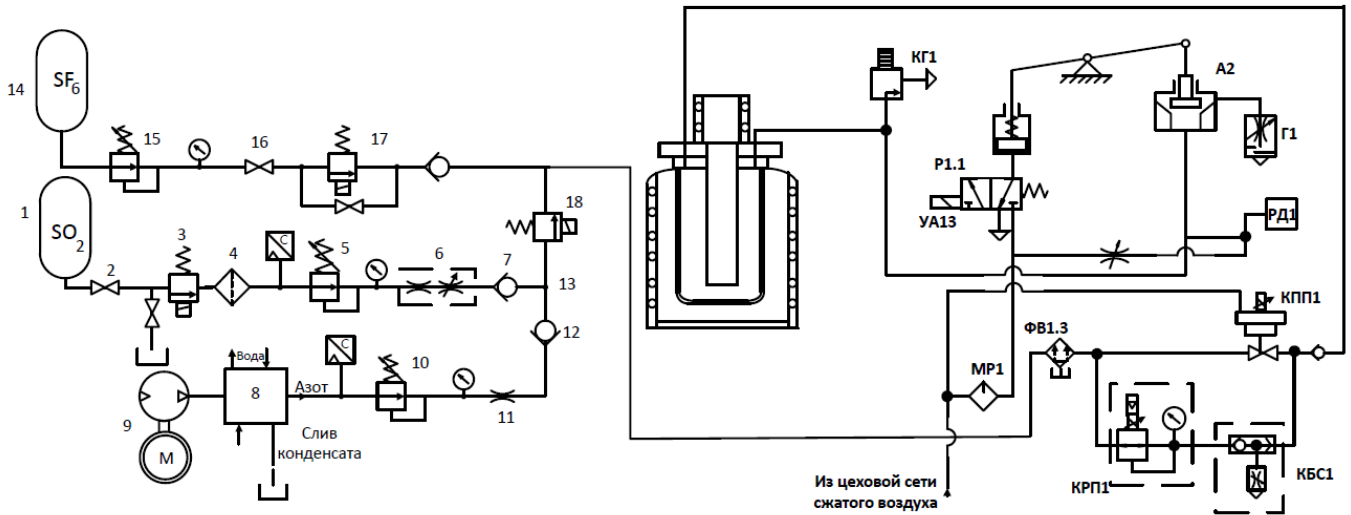 14
SF6
15
16
17
КГ1
А2
Г1
Р1.1
УА13
РД1
18
1
SO2
2
3
4
C
5
6
7
13
12
КПП1
ФВ1.3
МР1
C
10
11
Вода
8
Азот
9
М
Слив
конденсата
Из цеховой сети
сжатого воздуха
КРП1
КБС1